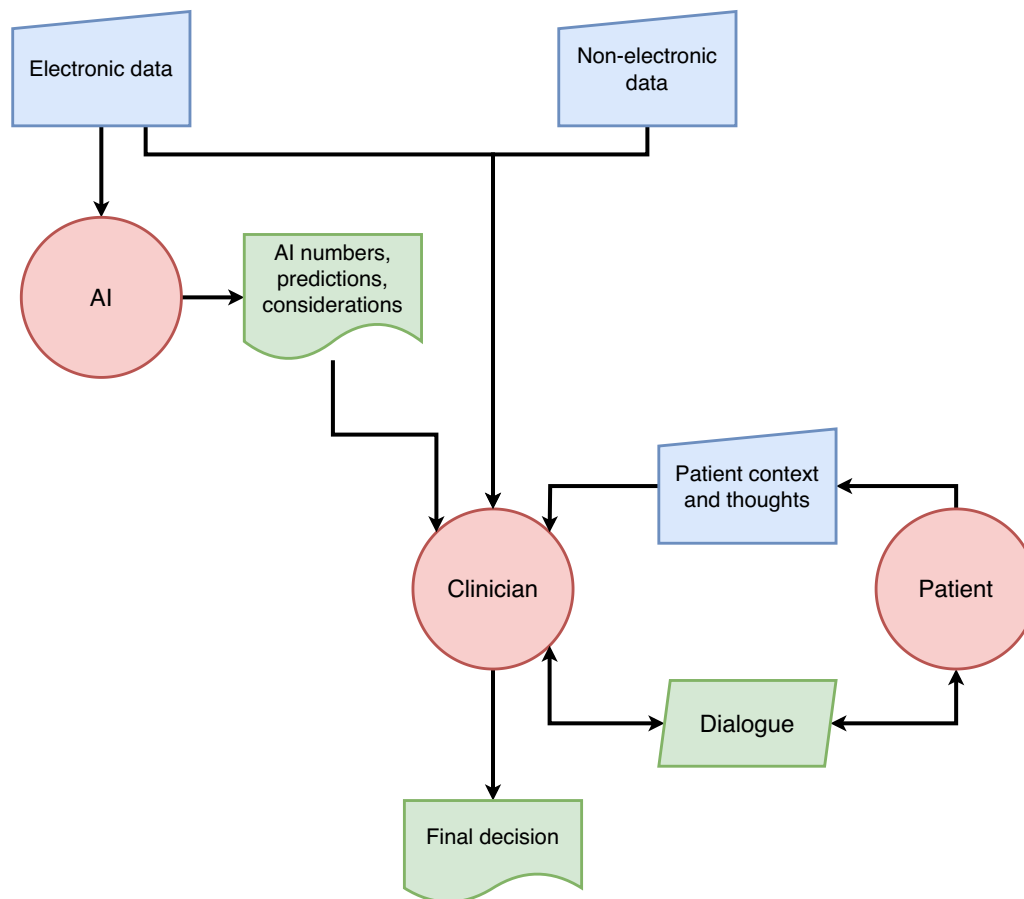 Electronic data
Non-electronic
data
AI
AI numbers,
predictions,
considerations
Patient context
and thoughts
Clinician
Patient
Dialogue
Final decision